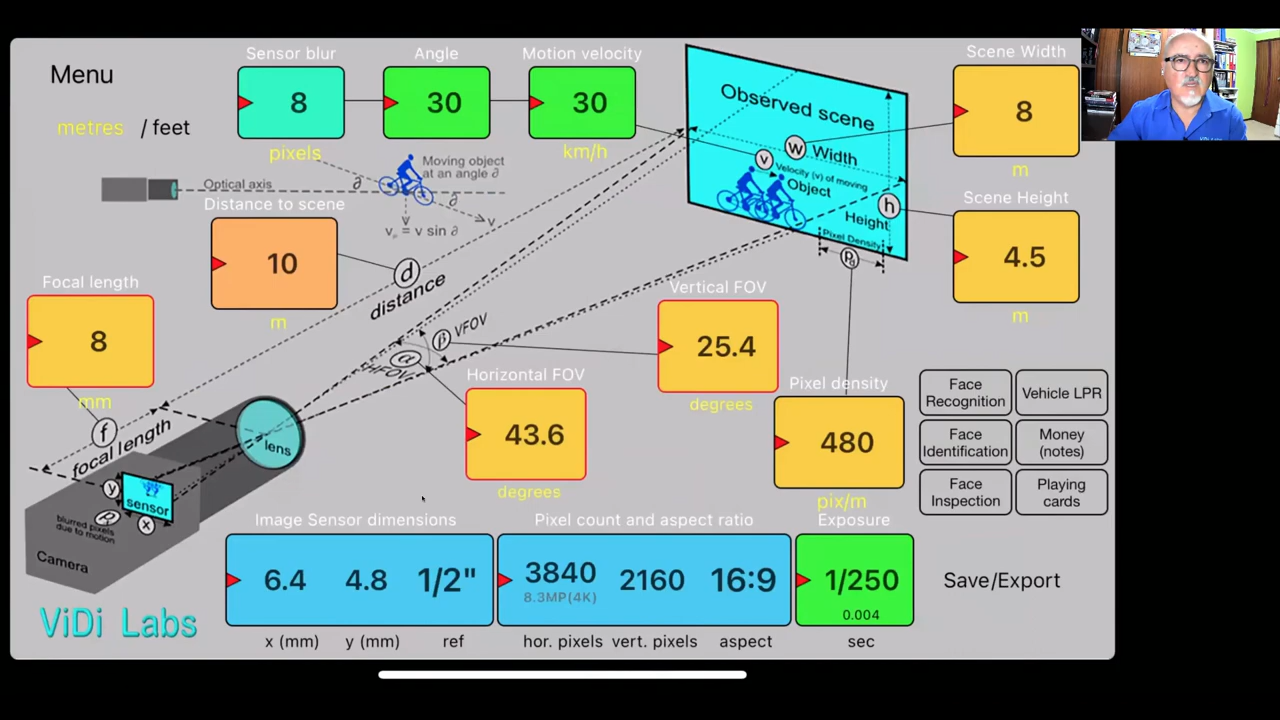 Menu
metres / feet
Sensor blur
8
pixels
Angle
30
Motion velocity
30
km/h
Observed scene
w Width
v Velocity (v) of moving
Object
h
Height
Pixel Density
Scene Width
8
m
Scene Height
4.5
m
Optical axis
∂
Moving object
at an angle ∂
∂
v
v
vₚ = v sin ∂
Distance to scene
10
m
d
distance
Focal length
8
mm
f
focal length
β VFOV
α
HFOV
Vertical FOV
25.4
degrees
Horizontal FOV
43.6
degrees
Pixel density
480
pix/m
Face
Recognition
Vehicle LPR
Face
Identification
Money
(notes)
Face
Inspection
Playing
cards
lens
y
sensor
x
blurred pixels
due to motion
Camera
ViDi Labs
Image Sensor dimensions
6.4 4.8 1/2"
x (mm) y (mm) ref
Pixel count and aspect ratio
3840 2160 16:9
8.3MP(4K)
hor. pixels vert. pixels aspect
Exposure
1/250
0.004
sec
Save/Export